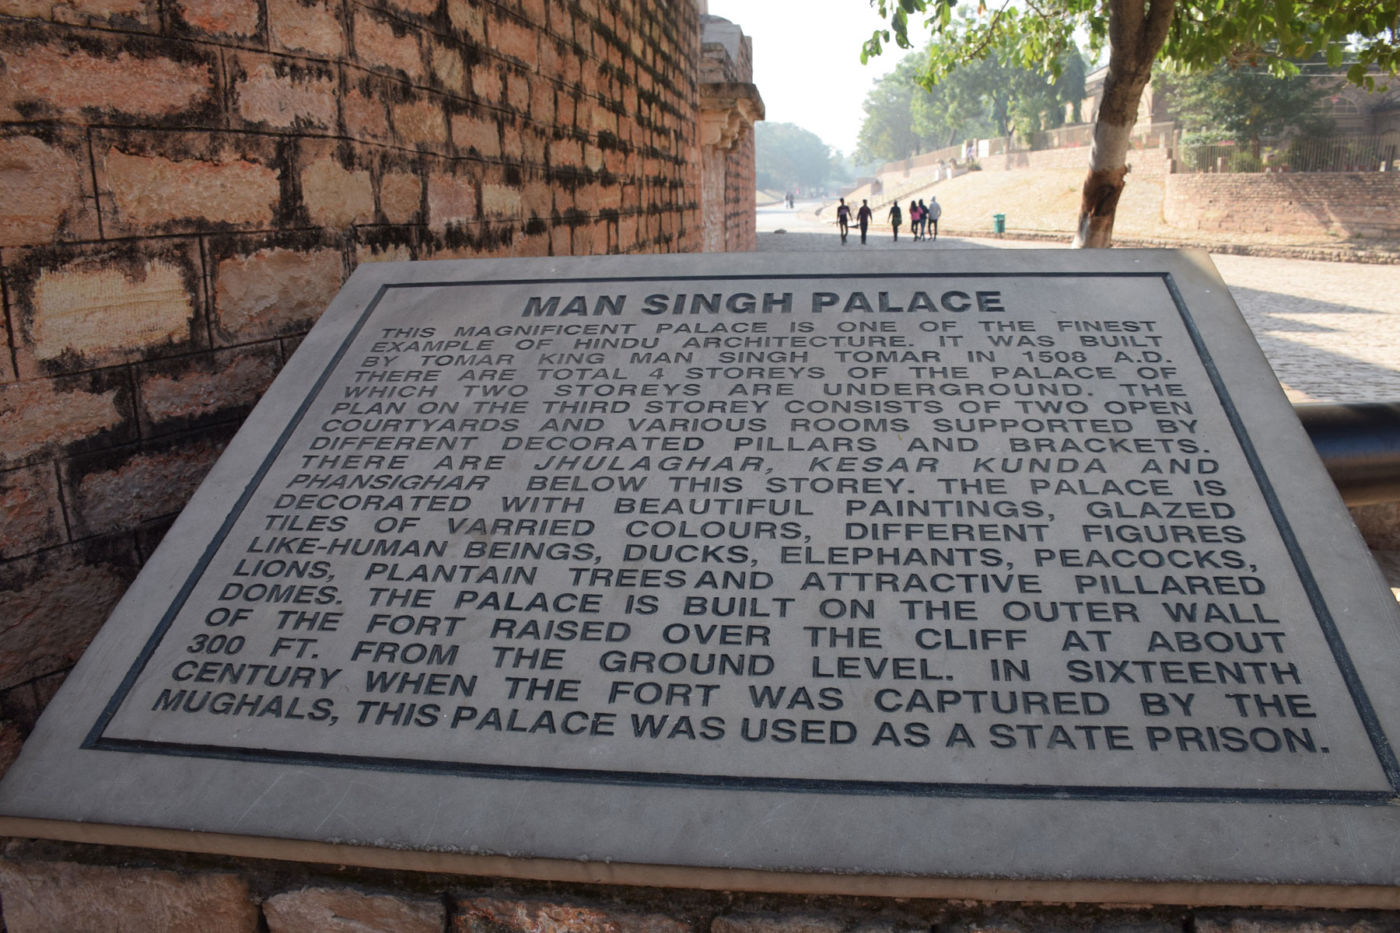 MAN SINGH PALACE
THIS MAGNIFICENT PALACE IS ONE OF THE FINEST
EXAMPLE OF HINDU ARCHITECTURE. IT WAS BUILT
BY TOMAR KING MAN SINGH TOMAR IN 1508 A.D.
THERE ARE TOTAL 4 STOREYS OF THE PALACE OF
WHICH TWO STOREYS ARE UNDERGROUND. THE
PLAN ON THE THIRD STOREY CONSISTS OF TWO OPEN
COURTYARDS AND VARIOUS ROOMS SUPPORTED BY
DIFFERENT DECORATED PILLARS AND BRACKETS.
THERE ARE JHULAGHAR, KESAR KUNDA AND
PHANSIGHAR BELOW THIS STOREY. THE PALACE IS
DECORATED WITH BEAUTIFUL PAINTINGS, GLAZED
TILES OF VARRIED COLOURS, DIFFERENT FIGURES
LIKE-HUMAN BEINGS, DUCKS, ELEPHANTS, PEACOCKS,
LIONS, PLANTAIN TREES AND ATTRACTIVE PILLARED
DOMES. THE PALACE IS BUILT ON THE OUTER WALL
OF THE FORT RAISED OVER THE CLIFF AT ABOUT
300 FT. FROM THE GROUND LEVEL. IN SIXTEENTH
CENTURY WHEN THE FORT WAS CAPTURED BY THE
MUGHALS, THIS PALACE WAS USED AS A STATE PRISON.